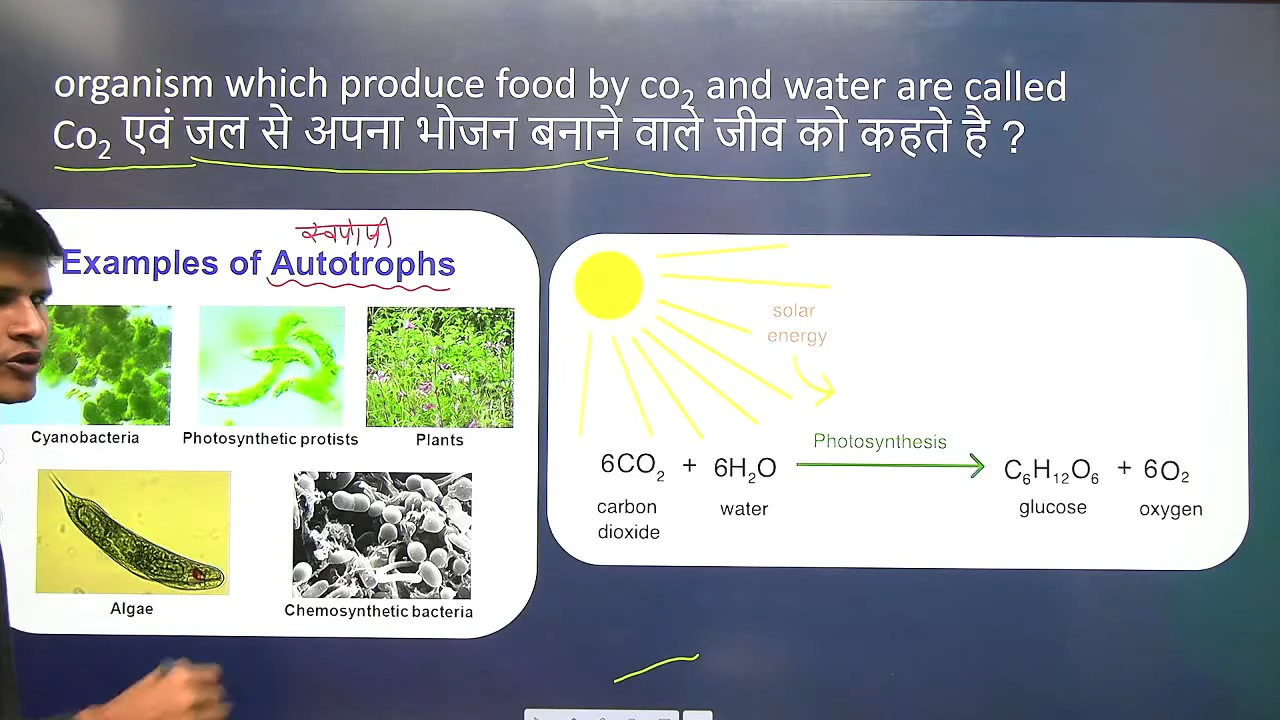 organism which produce food by co₂ and water are called
Co₂ एवं जल से अपना भोजन बनाने वाले जीव को कहते है ?
स्वपोषी
Examples of Autotrophs
Cyanobacteria
Photosynthetic protists
Plants
Algae
Chemosynthetic bacteria
solar
energy
Photosynthesis
6CO₂ + 6H₂O → C₆H₁₂O₆ + 6O₂
carbon
dioxide
water
glucose
oxygen